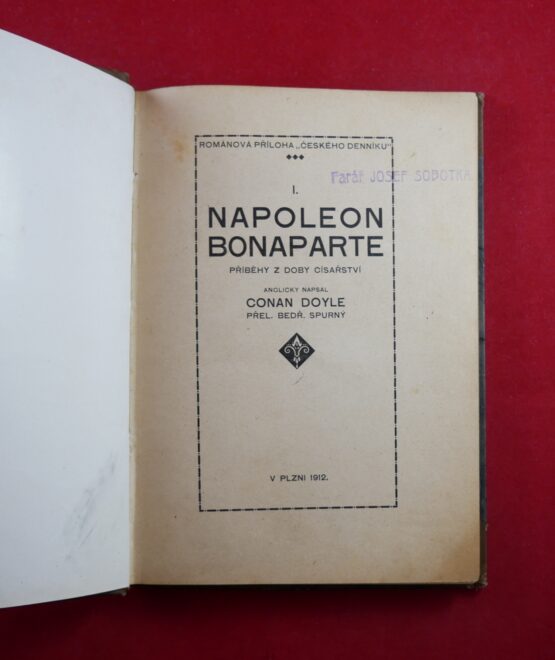 ROMÁNOVÁ PŘÍLOHA „ČESKÉHO DENNÍKU“
Farář JOSEF SOBOTKA
I.
NAPOLEON
BONAPARTE
PŘÍBĚHY Z DOBY CÍSAŘSTVÍ
ANGLICKY NAPSAL
CONAN DOYLE
PŘEL. BEDŘ. SPURNÝ
V PLZNI 1912.